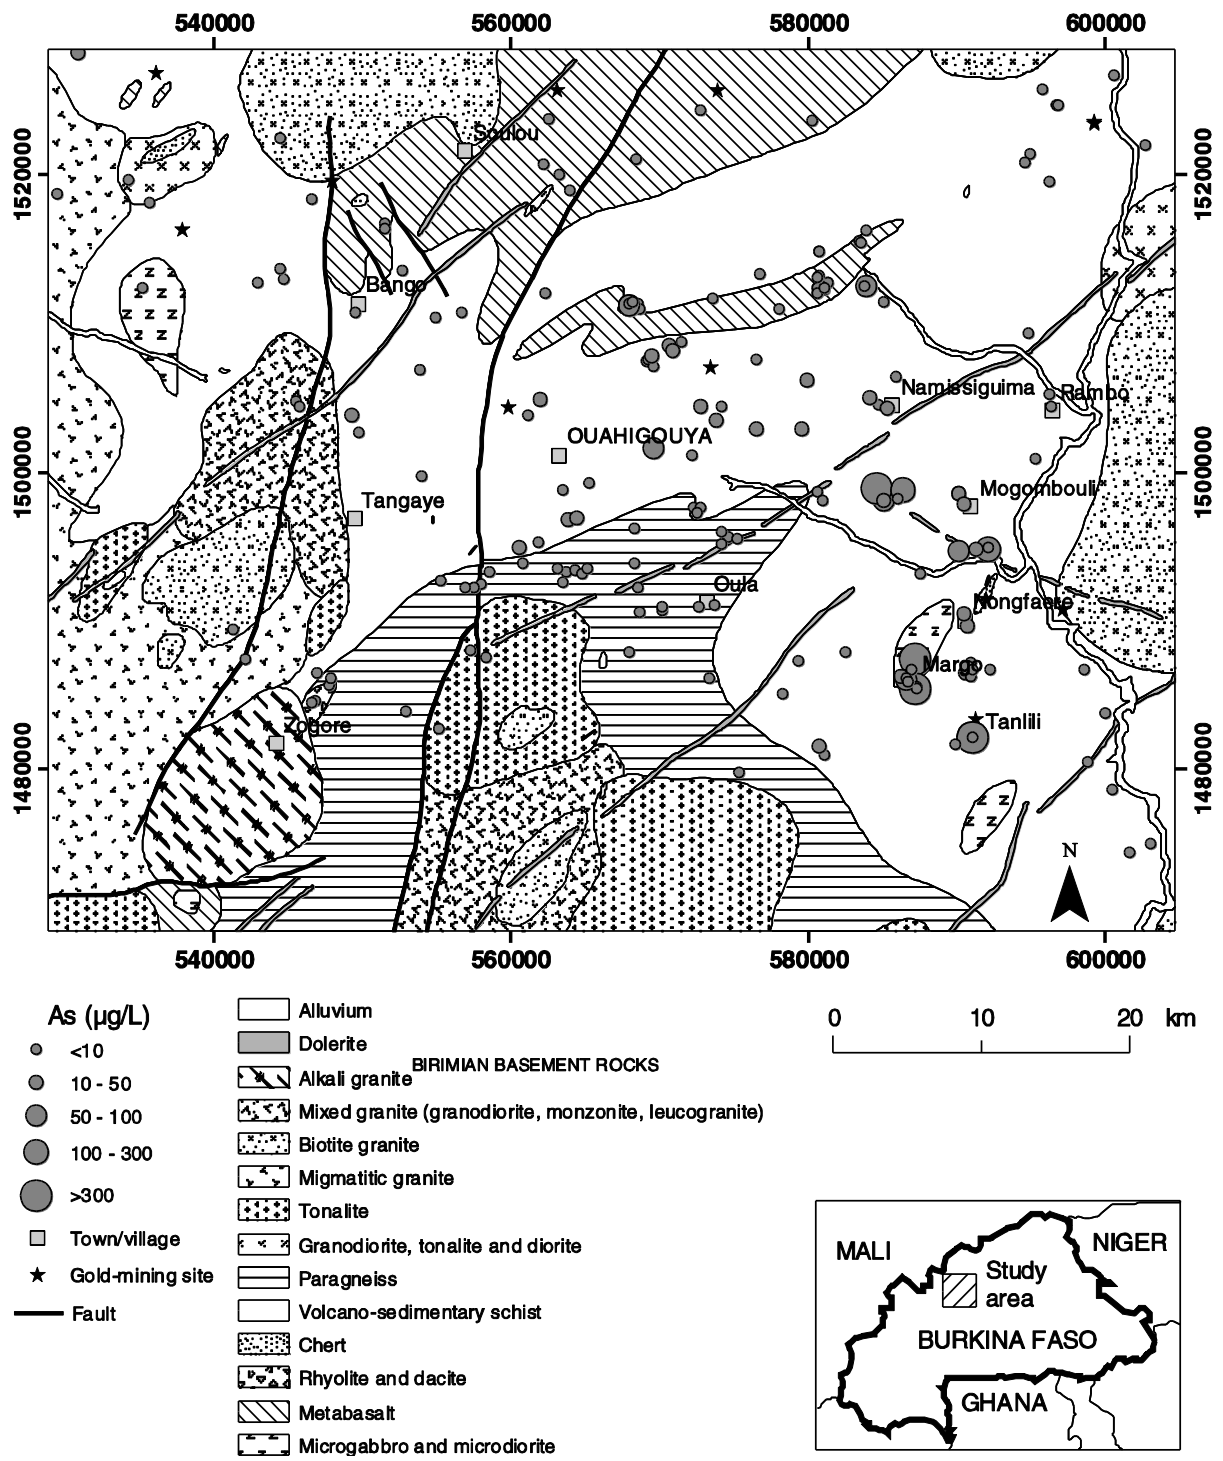 540000 560000 580000 600000
1520000
1500000
1480000
1520000
1500000
1480000
Soulou
Bango
Namissiguima
Rambo
OUAHIGOUYA
Tangaye
Mogombouli
Oula
Nongfaere
Margo
Tanlili
Zogore
N
540000 560000 580000 600000
As (µg/L)
<10
10 - 50
50 - 100
100 - 300
>300
Town/village
Gold-mining site
Fault
Alluvium
Dolerite
BIRIMIAN BASEMENT ROCKS
Alkali granite
Mixed granite (granodiorite, monzonite, leucogranite)
Biotite granite
Migmatitic granite
Tonalite
Granodiorite, tonalite and diorite
Paragneiss
Volcano-sedimentary schist
Chert
Rhyolite and dacite
Metabasalt
Microgabbro and microdiorite
0 10 20 km
MALI
NIGER
Study
area
BURKINA FASO
GHANA